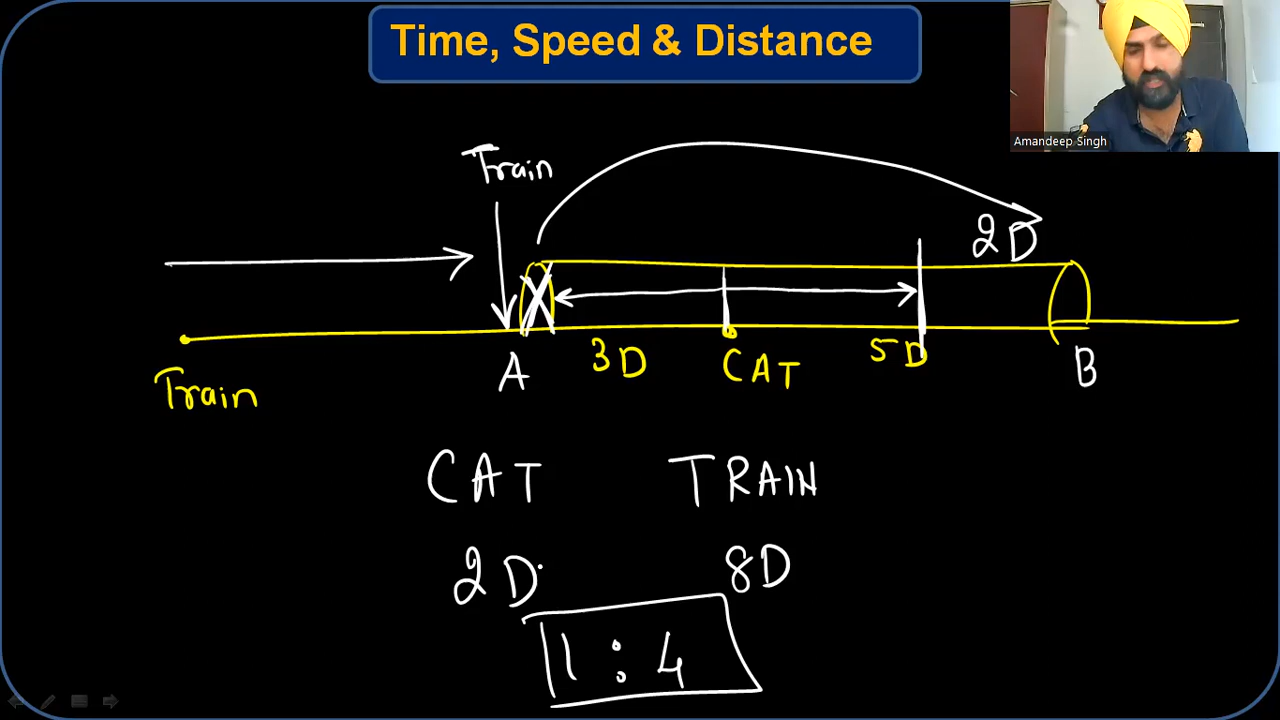 Time, Speed & Distance
Amandeep Singh
Train
2D
3D CAT 5D
A B
Train
CAT TRAIN
2D 8D
1 : 4